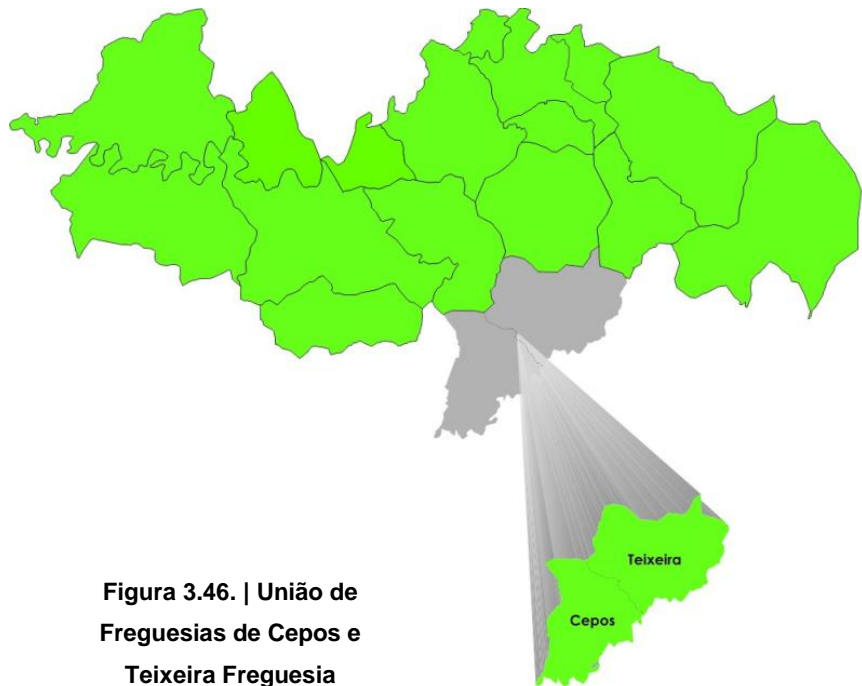 Teixeira
Cepos
Figura 3.46. | União de
Freguesias de Cepos e
Teixeira Freguesia